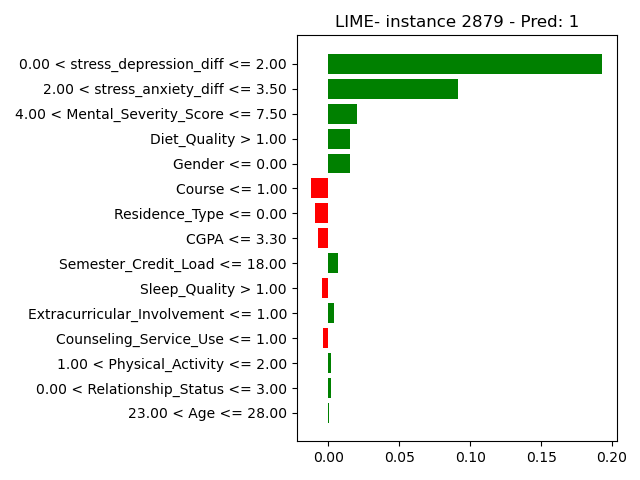 LIME- instance 2879 - Pred: 1
0.00 < stress_depression_diff <= 2.00
2.00 < stress_anxiety_diff <= 3.50
4.00 < Mental_Severity_Score <= 7.50
Diet_Quality > 1.00
Gender <= 0.00
Course <= 1.00
Residence_Type <= 0.00
CGPA <= 3.30
Semester_Credit_Load <= 18.00
Sleep_Quality > 1.00
Extracurricular_Involvement <= 1.00
Counseling_Service_Use <= 1.00
1.00 < Physical_Activity <= 2.00
0.00 < Relationship_Status <= 3.00
23.00 < Age <= 28.00
0.00 0.05 0.10 0.15 0.20